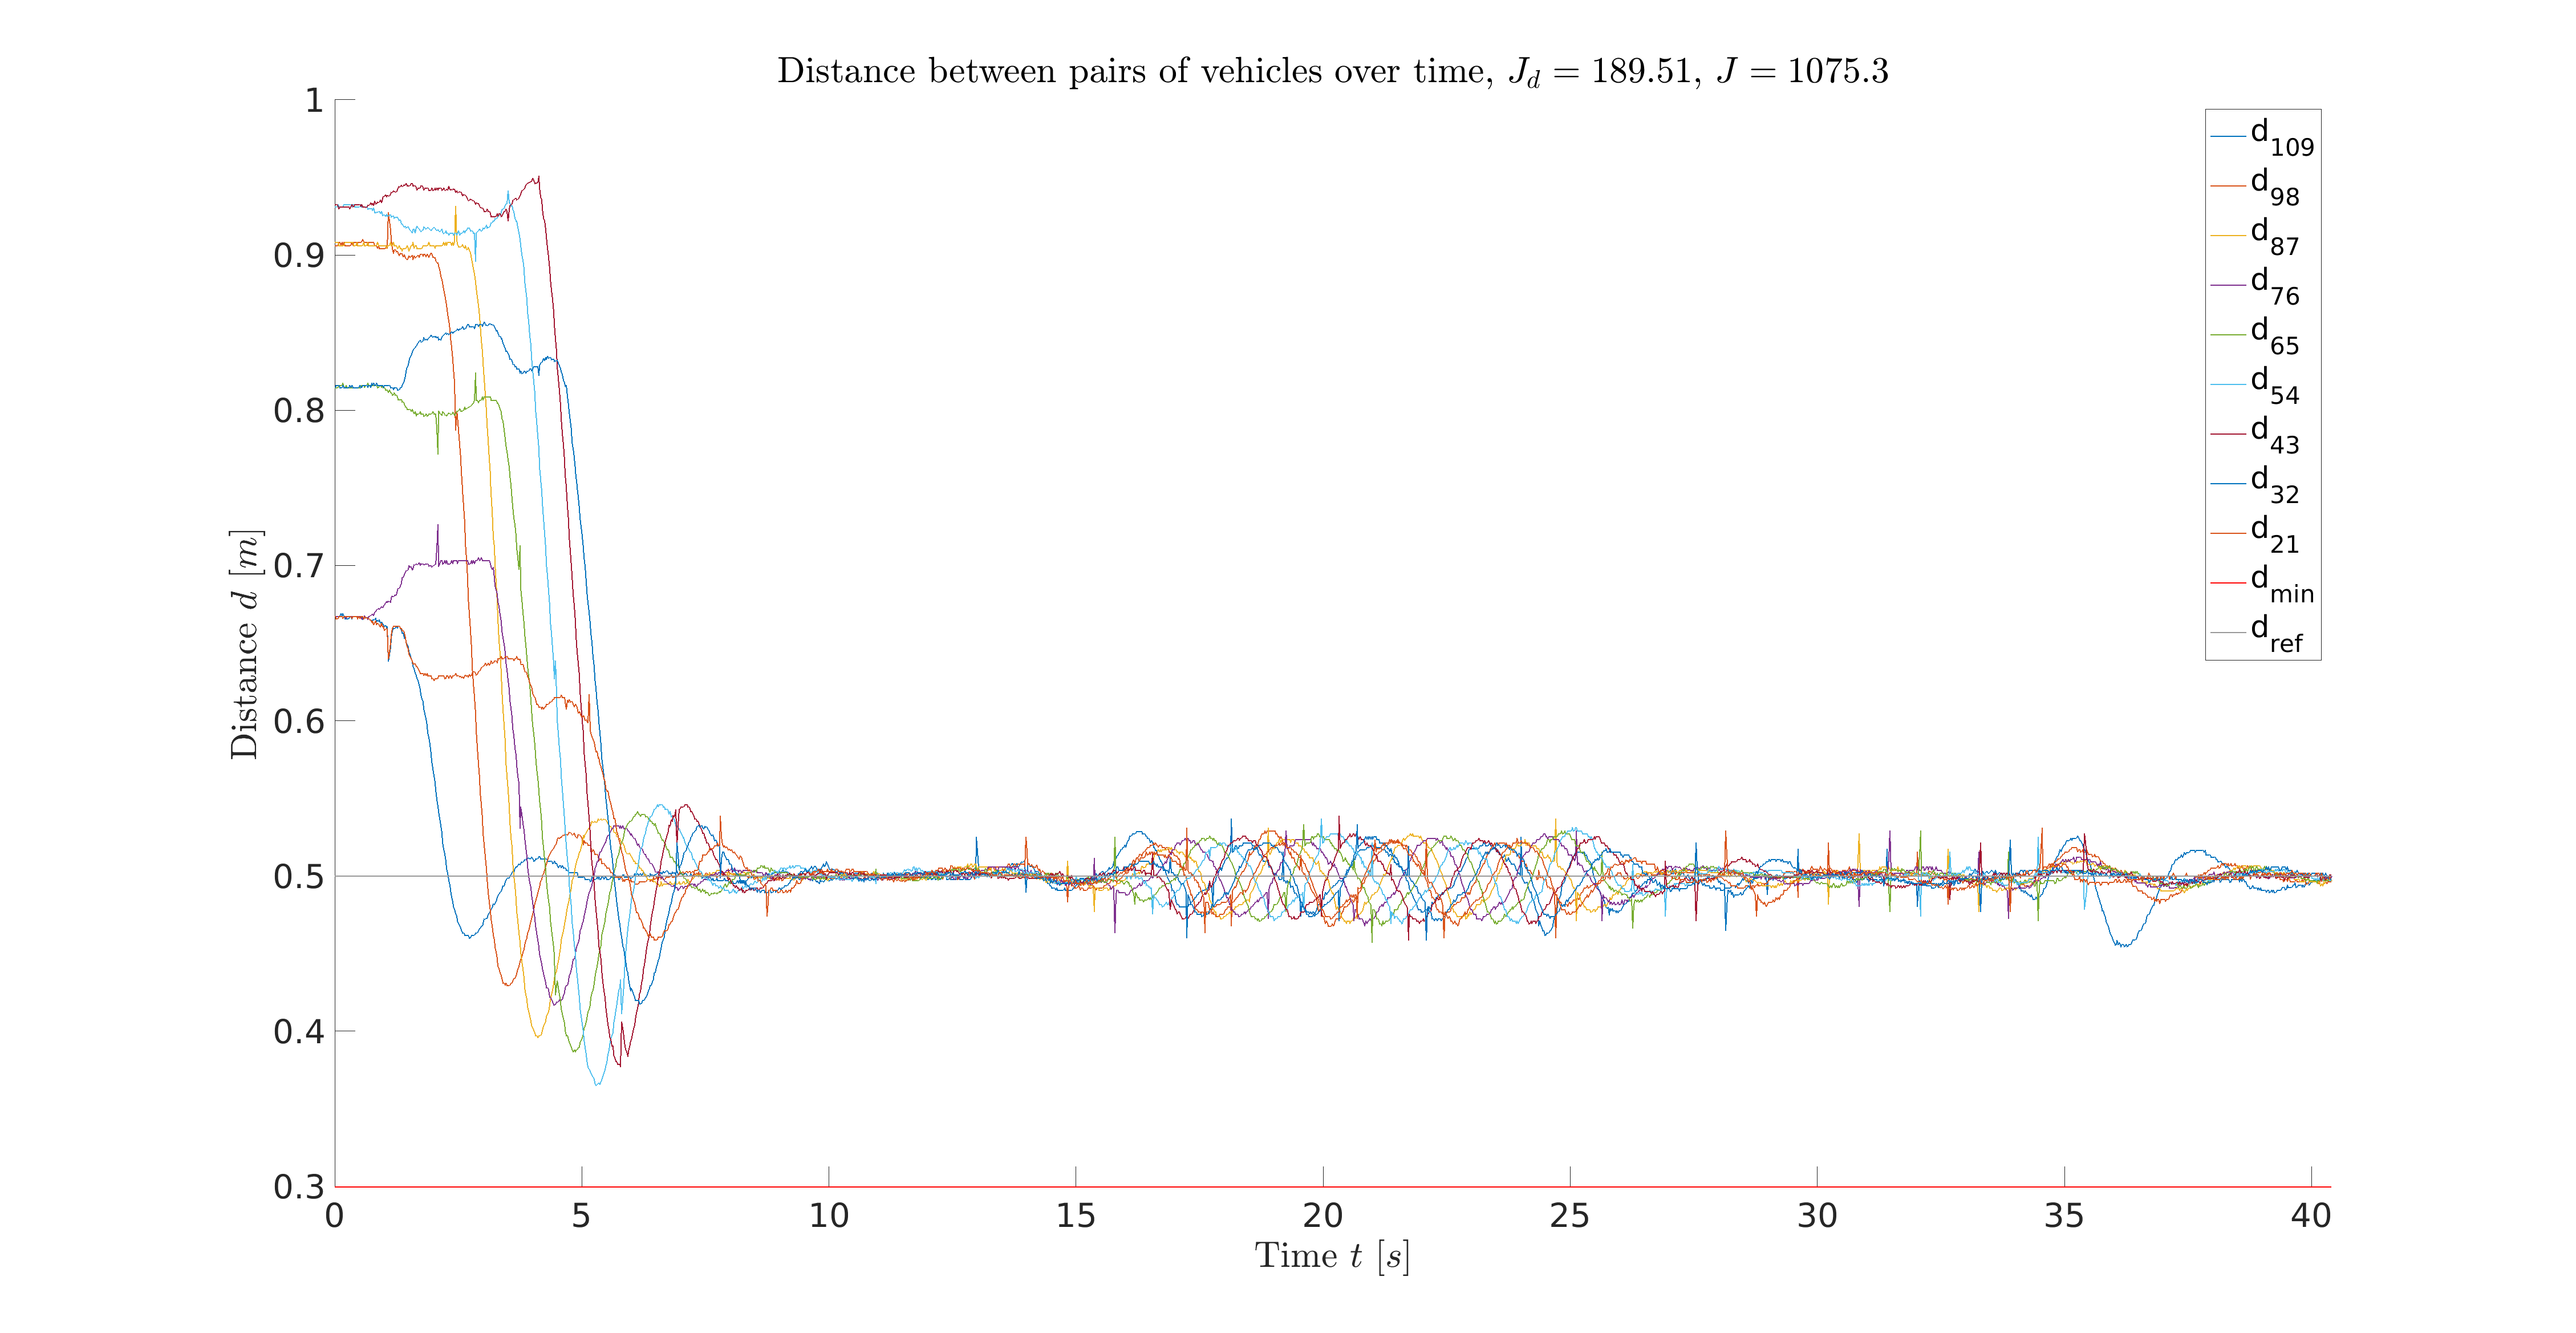 Distance between pairs of vehicles over time, J_d = 189.51, J = 1075.3
1
0.9
0.8
0.7
0.6
0.5
0.4
0.3
Distance d [m]
0 5 10 15 20 25 30 35 40
Time t [s]
d_109
d_98
d_87
d_76
d_65
d_54
d_43
d_32
d_21
d_min
d_ref